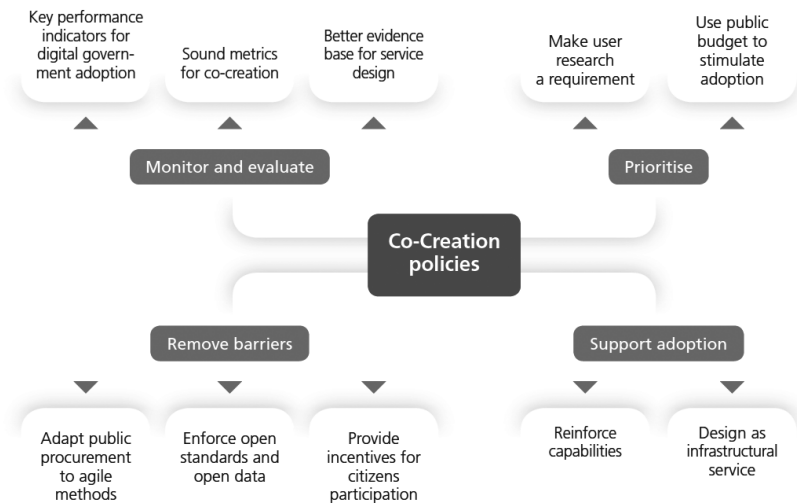 Key performance
indicators for
digital govern-
ment adoption
Sound metrics
for co-creation
Better evidence
base for service
design
Make user
research
a requirement
Use public
budget to
stimulate
adoption
Monitor and evaluate
Prioritise
Co-Creation
policies
Remove barriers
Support adoption
Adapt public
procurement
to agile
methods
Enforce open
standards and
open data
Provide
incentives for
citizens
participation
Reinforce
capabilities
Design as
infrastructural
service